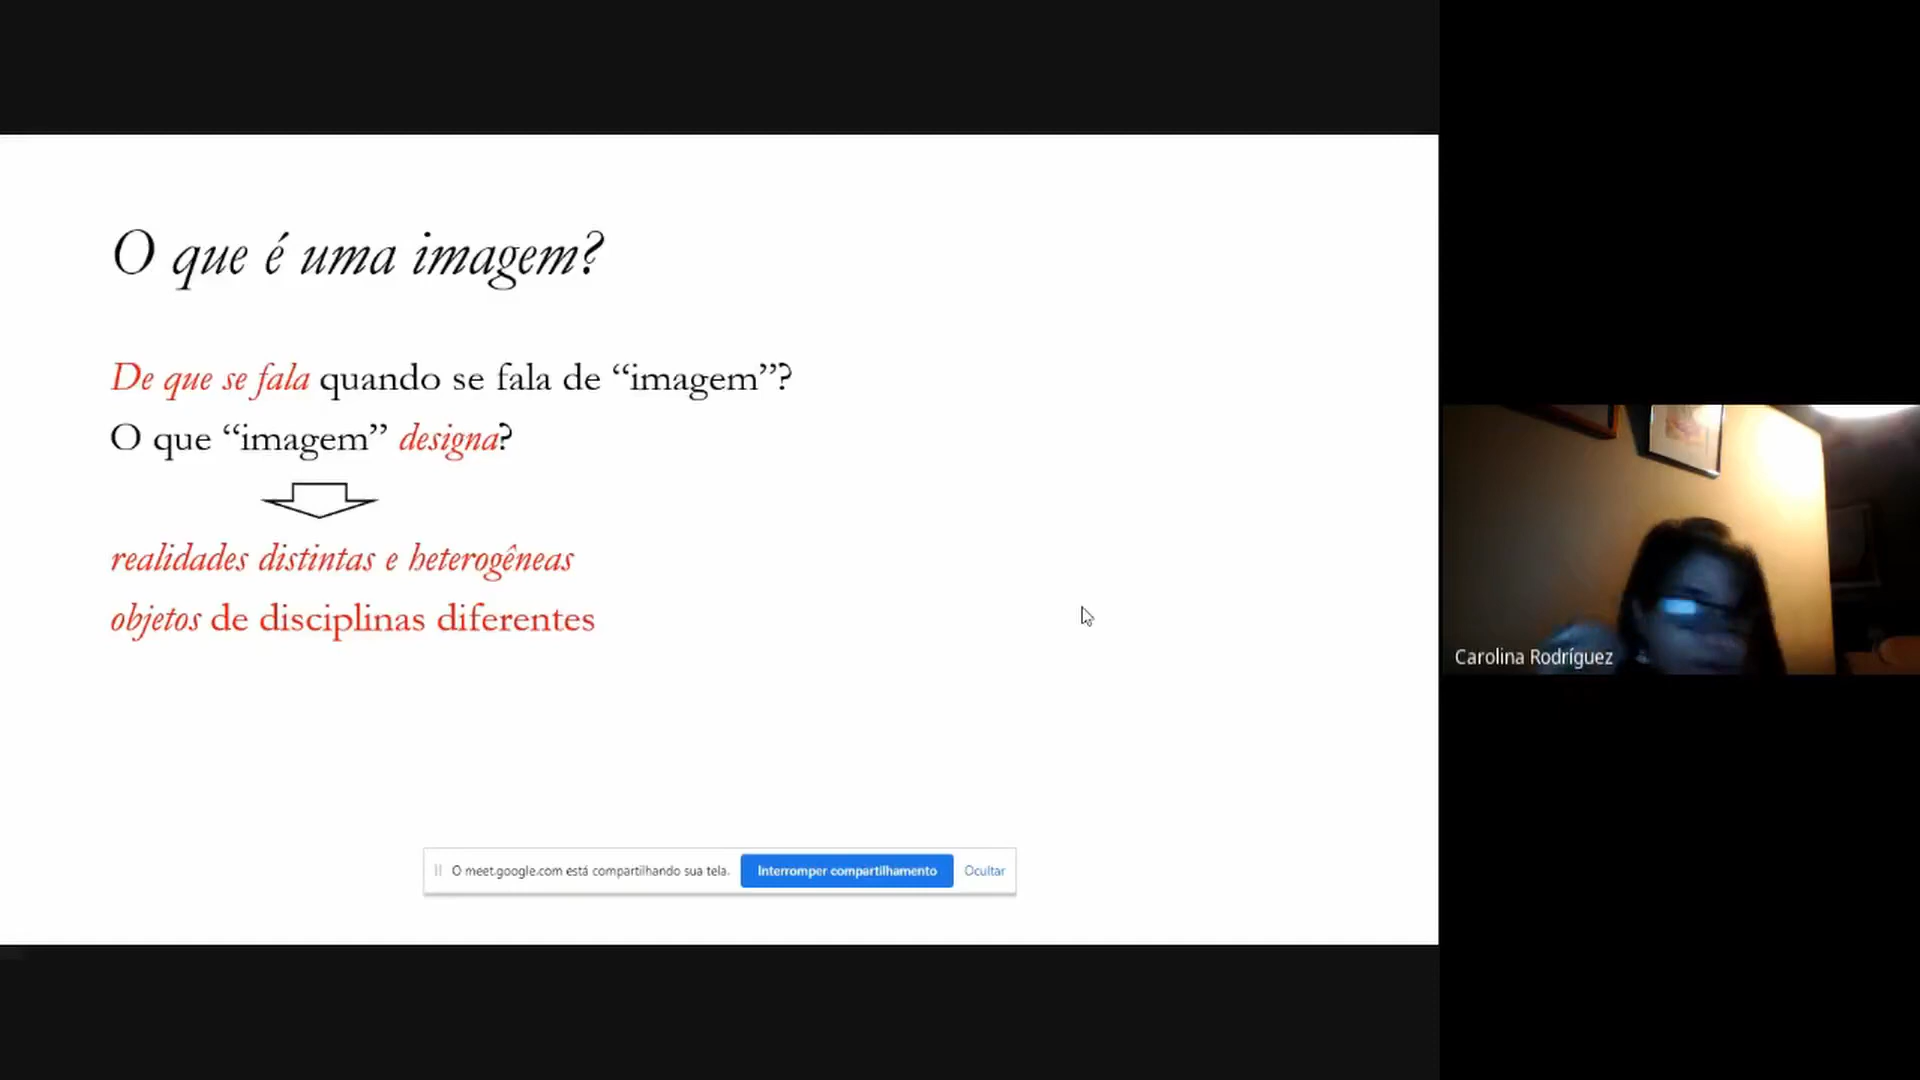 O que é uma imagem?
De que se fala quando se fala de “imagem”?
O que “imagem” designa?
realidades distintas e heterogêneas
objetos de disciplinas diferentes
O meet.google.com está compartilhando sua tela. Interromper compartilhamento Ocultar
Carolina Rodríguez